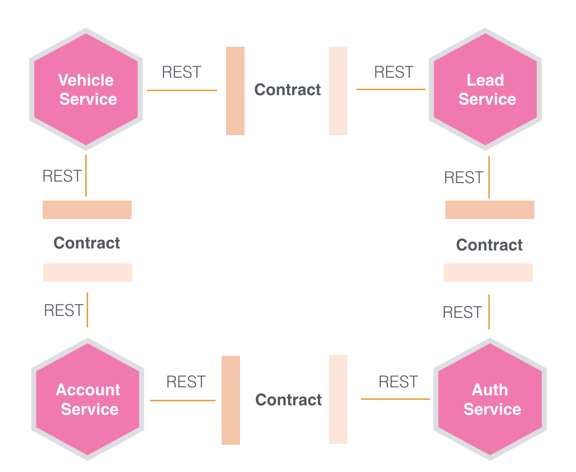 Vehicle
Service
REST
Contract
REST
Lead
Service
REST
REST
Contract
Contract
REST
REST
Account
Service
REST
Contract
REST
Auth
Service